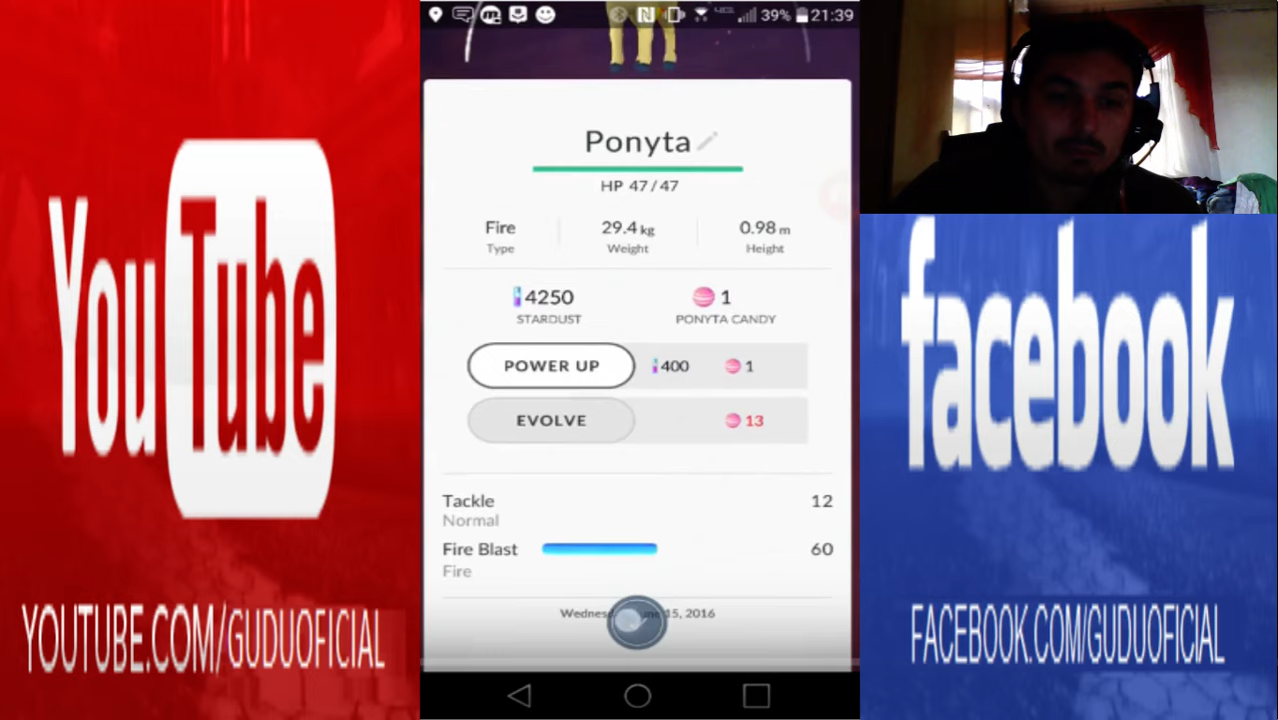 39% 21:39
Ponyta
HP 47 / 47
Fire
Type
29.4 kg
Weight
0.98 m
Height
4250
STARDUST
1
PONYTA CANDY
POWER UP 400 1
EVOLVE 13
Tackle 12
Normal
Fire Blast 60
Fire
15, 2016
You Tube
YOUTUBE.COM/GUDUOFICIAL
facebook
FACEBOOK.COM/GUDUOFICIAL